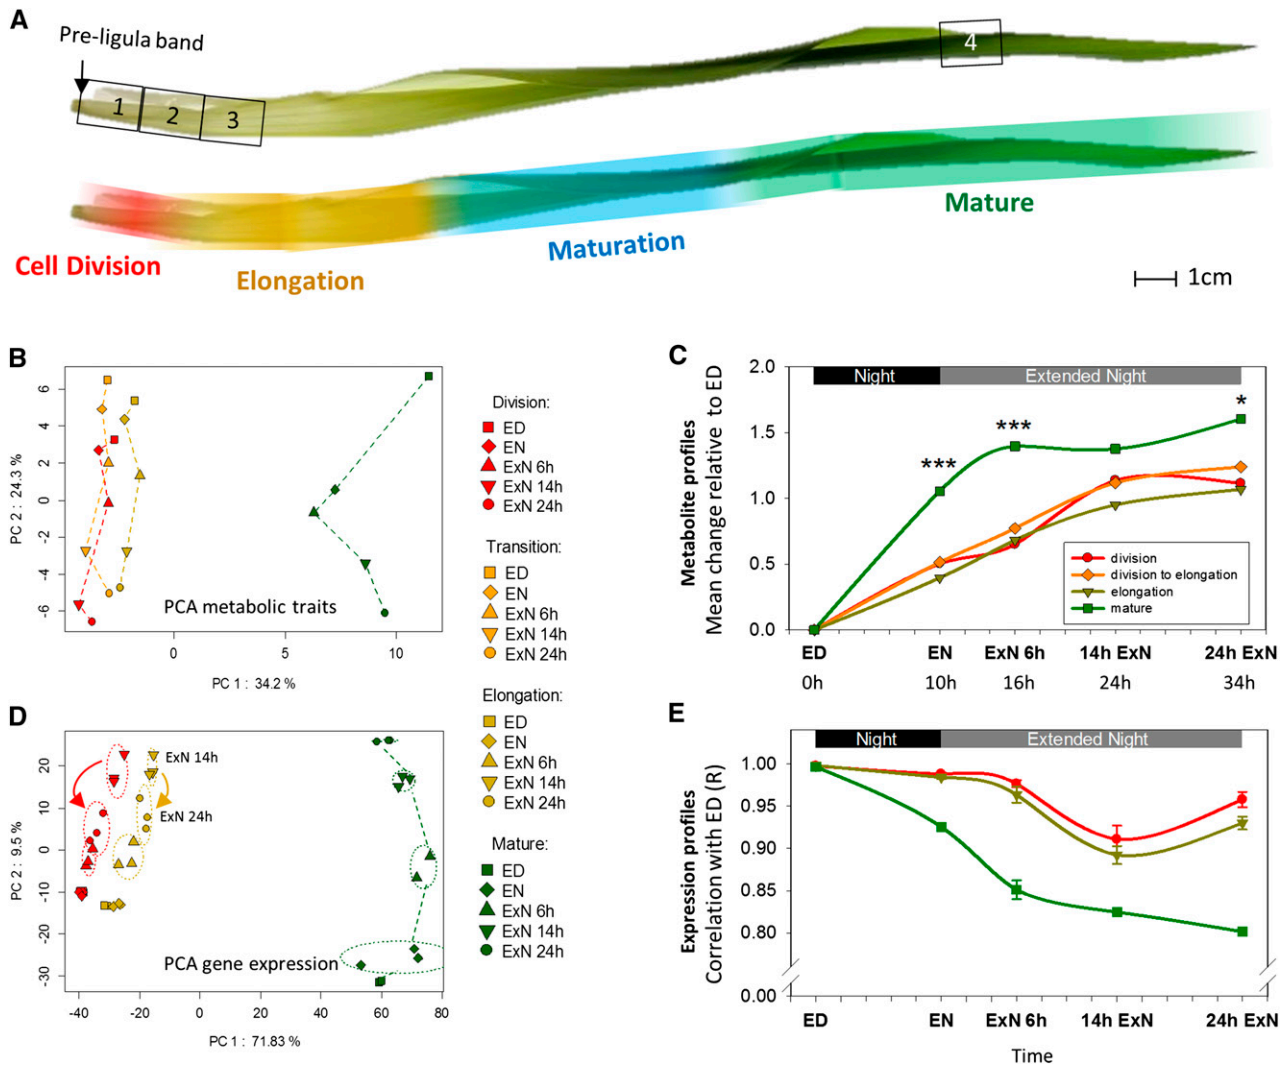 A
Pre-ligula band
1 2 3 4
Cell Division
Elongation
Maturation
Mature
1cm
B
PC 2 : 24.3 %
6
4
2
0
-2
-4
-6
PCA metabolic traits
0 5 10
PC 1 : 34.2 %
Division:
ED
EN
ExN 6h
ExN 14h
ExN 24h
Transition:
ED
EN
ExN 6h
ExN 14h
ExN 24h
Elongation:
ED
EN
ExN 6h
ExN 14h
ExN 24h
Mature:
ED
EN
ExN 6h
ExN 14h
ExN 24h
C
Metabolite profiles
Mean change relative to ED
2.0
1.5
1.0
0.5
0.0
Night Extended Night
***
***
*
division
division to elongation
elongation
mature
ED EN ExN 6h 14h ExN 24h ExN
0h 10h 16h 24h 34h
D
PC 2 : 9.5 %
20
10
0
-10
-20
-30
ExN 14h
ExN 24h
PCA gene expression
-40 -20 0 20 40 60 80
PC 1 : 71.83 %
E
Expression profiles
Correlation with ED (R)
Night Extended Night
1.00
0.95
0.90
0.85
0.80
0.00
ED EN ExN 6h 14h ExN 24h ExN
Time